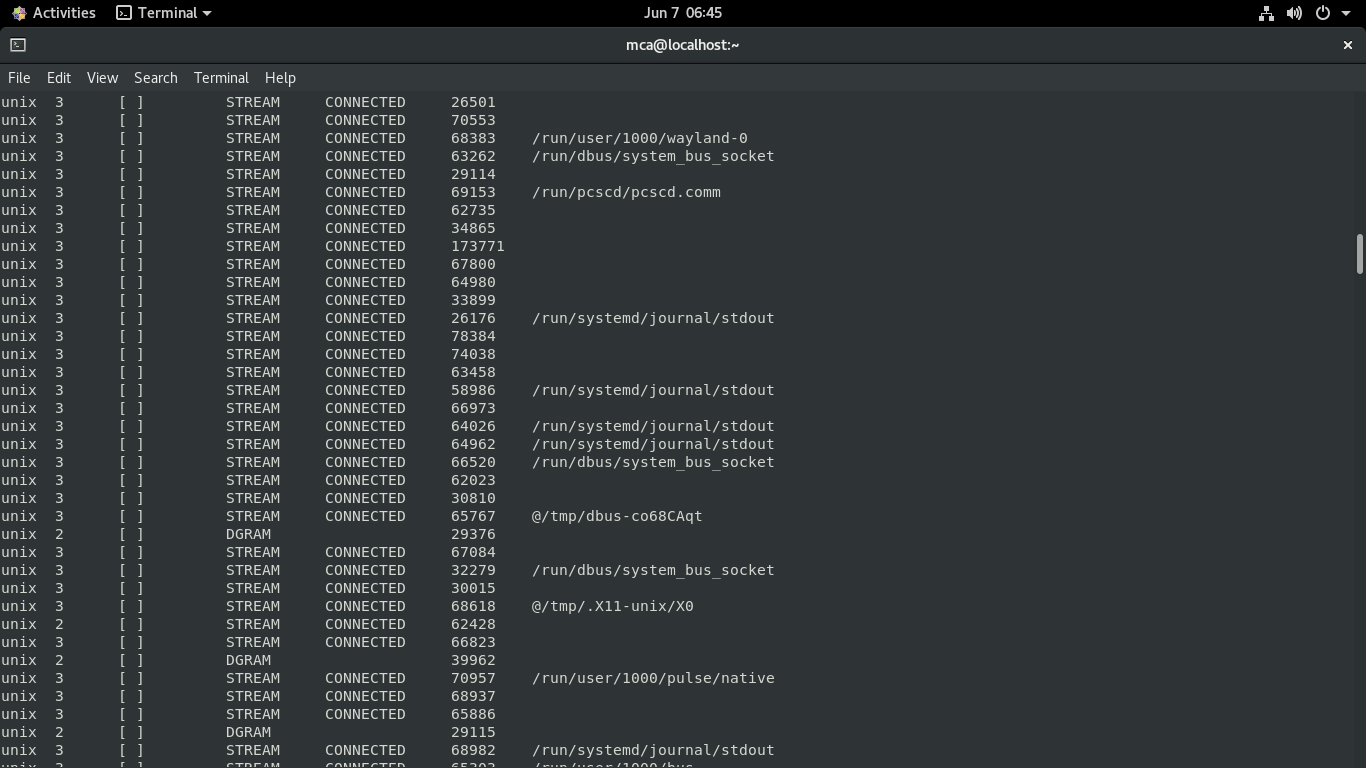 Activities Terminal Jun 7 06:45
mca@localhost:~ ×
File Edit View Search Terminal Help
unix 3 [ ] STREAM CONNECTED 26501
unix 3 [ ] STREAM CONNECTED 70553
unix 3 [ ] STREAM CONNECTED 68383 /run/user/1000/wayland-0
unix 3 [ ] STREAM CONNECTED 63262 /run/dbus/system_bus_socket
unix 3 [ ] STREAM CONNECTED 29114
unix 3 [ ] STREAM CONNECTED 69153 /run/pcscd/pcscd.comm
unix 3 [ ] STREAM CONNECTED 62735
unix 3 [ ] STREAM CONNECTED 34865
unix 3 [ ] STREAM CONNECTED 173771
unix 3 [ ] STREAM CONNECTED 67800
unix 3 [ ] STREAM CONNECTED 64980
unix 3 [ ] STREAM CONNECTED 33899
unix 3 [ ] STREAM CONNECTED 26176 /run/systemd/journal/stdout
unix 3 [ ] STREAM CONNECTED 78384
unix 3 [ ] STREAM CONNECTED 74038
unix 3 [ ] STREAM CONNECTED 63458
unix 3 [ ] STREAM CONNECTED 58986 /run/systemd/journal/stdout
unix 3 [ ] STREAM CONNECTED 66973
unix 3 [ ] STREAM CONNECTED 64026 /run/systemd/journal/stdout
unix 3 [ ] STREAM CONNECTED 64962 /run/systemd/journal/stdout
unix 3 [ ] STREAM CONNECTED 66520 /run/dbus/system_bus_socket
unix 3 [ ] STREAM CONNECTED 62023
unix 3 [ ] STREAM CONNECTED 30810
unix 3 [ ] STREAM CONNECTED 65767 @/tmp/dbus-co68CAqt
unix 2 [ ] DGRAM 29376
unix 3 [ ] STREAM CONNECTED 67084
unix 3 [ ] STREAM CONNECTED 32279 /run/dbus/system_bus_socket
unix 3 [ ] STREAM CONNECTED 30015
unix 3 [ ] STREAM CONNECTED 68618 @/tmp/.X11-unix/X0
unix 2 [ ] STREAM CONNECTED 62428
unix 3 [ ] STREAM CONNECTED 66823
unix 2 [ ] DGRAM 39962
unix 3 [ ] STREAM CONNECTED 70957 /run/user/1000/pulse/native
unix 3 [ ] STREAM CONNECTED 68937
unix 3 [ ] STREAM CONNECTED 65886
unix 2 [ ] DGRAM 29115
unix 3 [ ] STREAM CONNECTED 68982 /run/systemd/journal/stdout
unix 3 [ ] STREAM CONNECTED /run/user/1000/bus